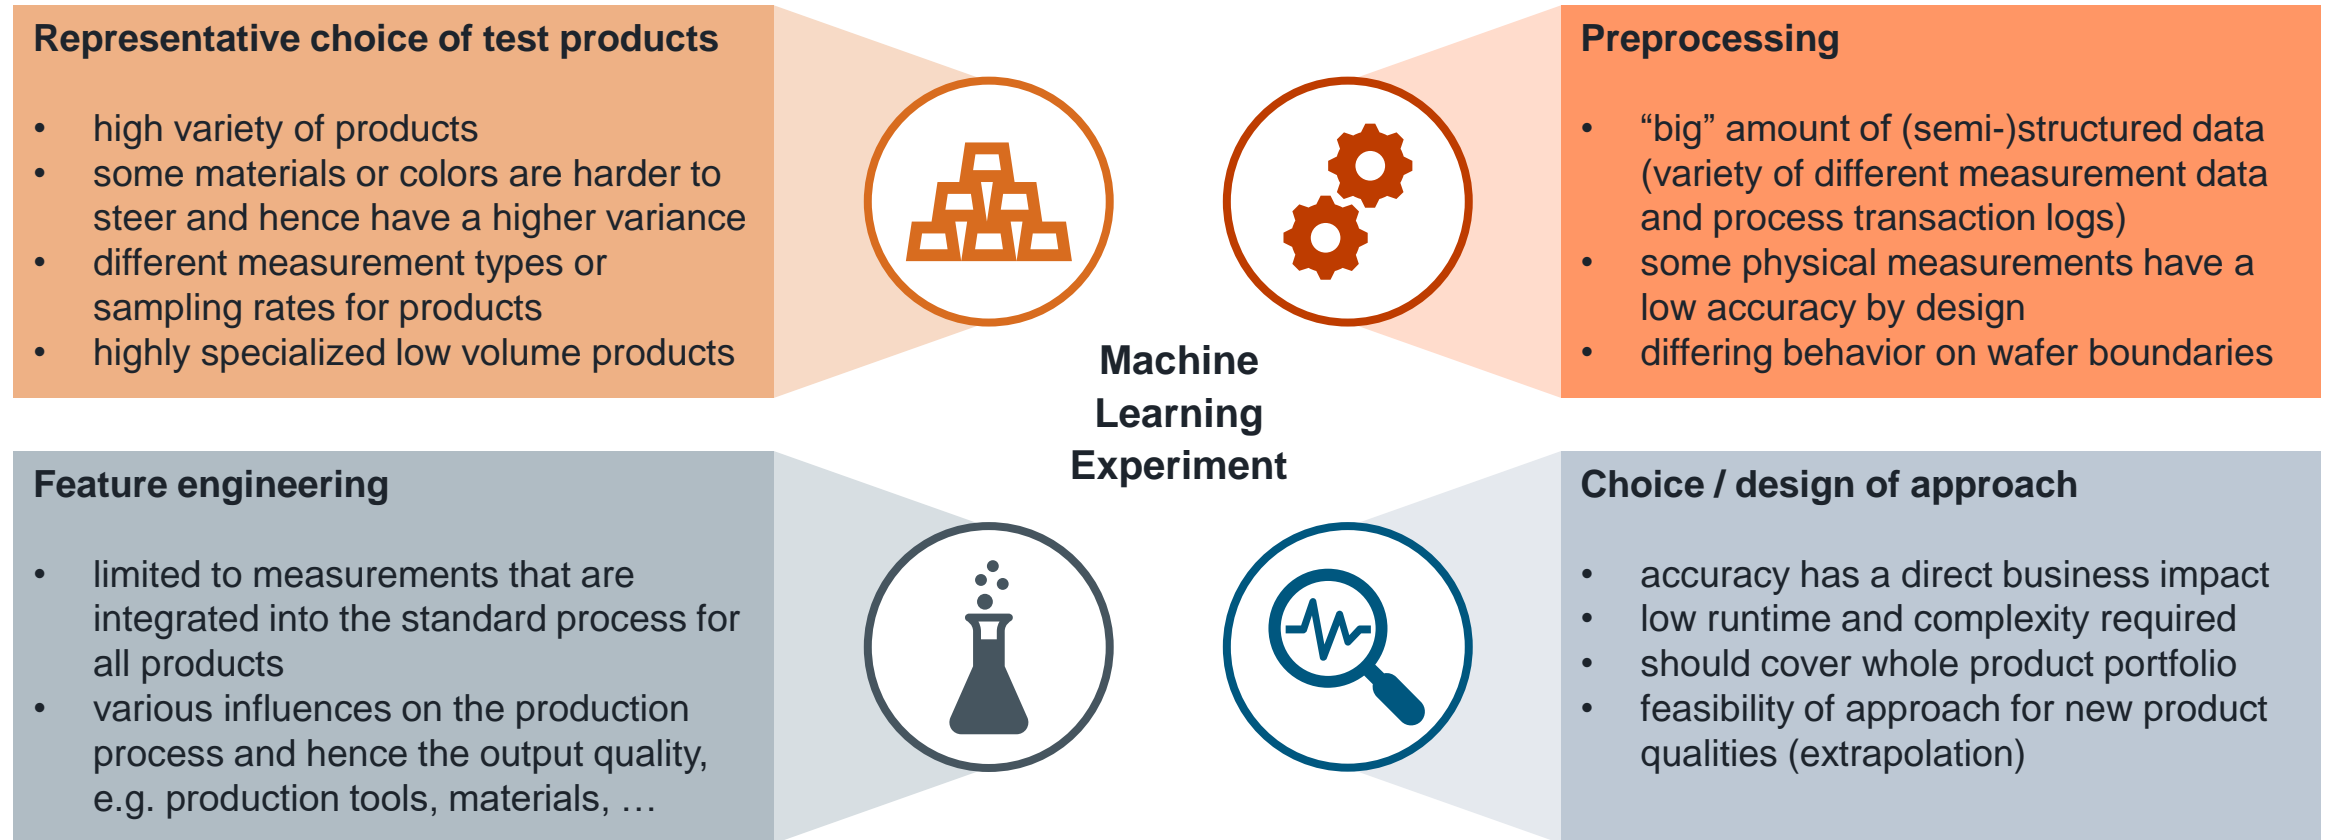 Representative choice of test products
• high variety of products
• some materials or colors are harder to
steer and hence have a higher variance
• different measurement types or
sampling rates for products
• highly specialized low volume products
Preprocessing
• “big” amount of (semi-)structured data
(variety of different measurement data
and process transaction logs)
• some physical measurements have a
low accuracy by design
• differing behavior on wafer boundaries
Machine
Learning
Experiment
Feature engineering
• limited to measurements that are
integrated into the standard process for
all products
• various influences on the production
process and hence the output quality,
e.g. production tools, materials, …
Choice / design of approach
• accuracy has a direct business impact
• low runtime and complexity required
• should cover whole product portfolio
• feasibility of approach for new product
qualities (extrapolation)